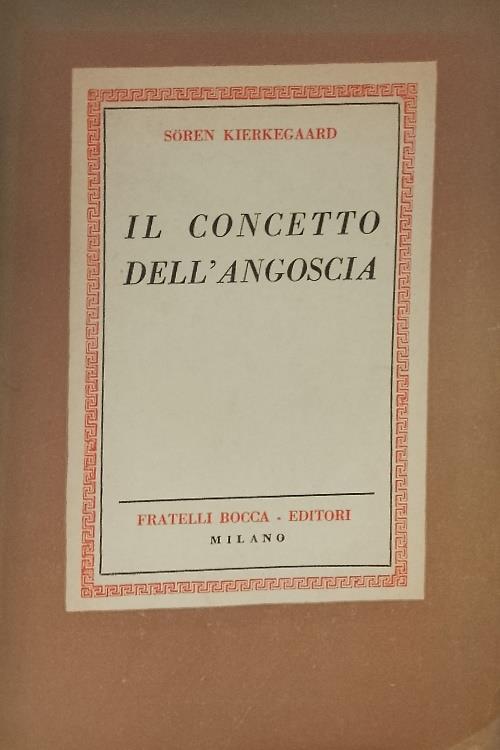 SÖREN KIERKEGAARD
IL CONCETTO
DELL'ANGOSCIA
FRATELLI BOCCA - EDITORI
MILANO